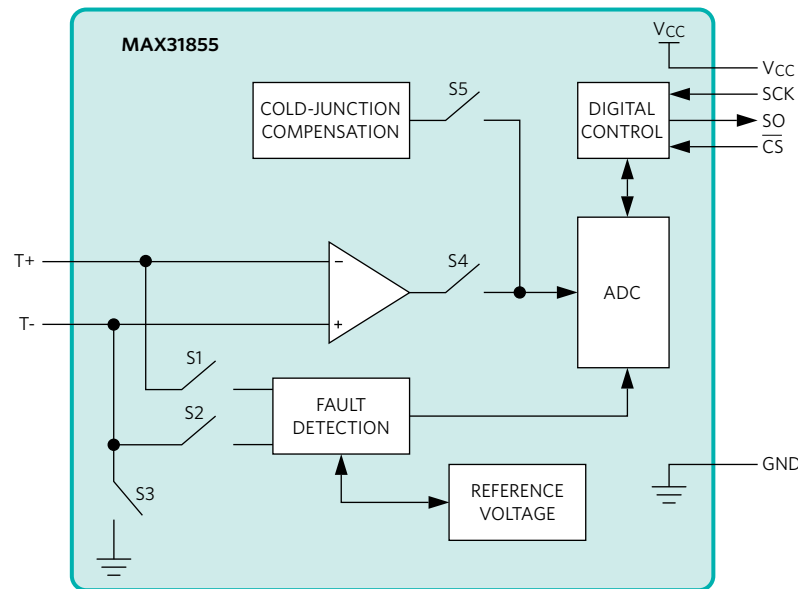 MAX31855
VCC
VCC
SCK
SO
CS
COLD-JUNCTION
COMPENSATION
S5
DIGITAL
CONTROL
T+
T-
−
+
S4
ADC
S1
S2
S3
FAULT
DETECTION
REFERENCE
VOLTAGE
GND